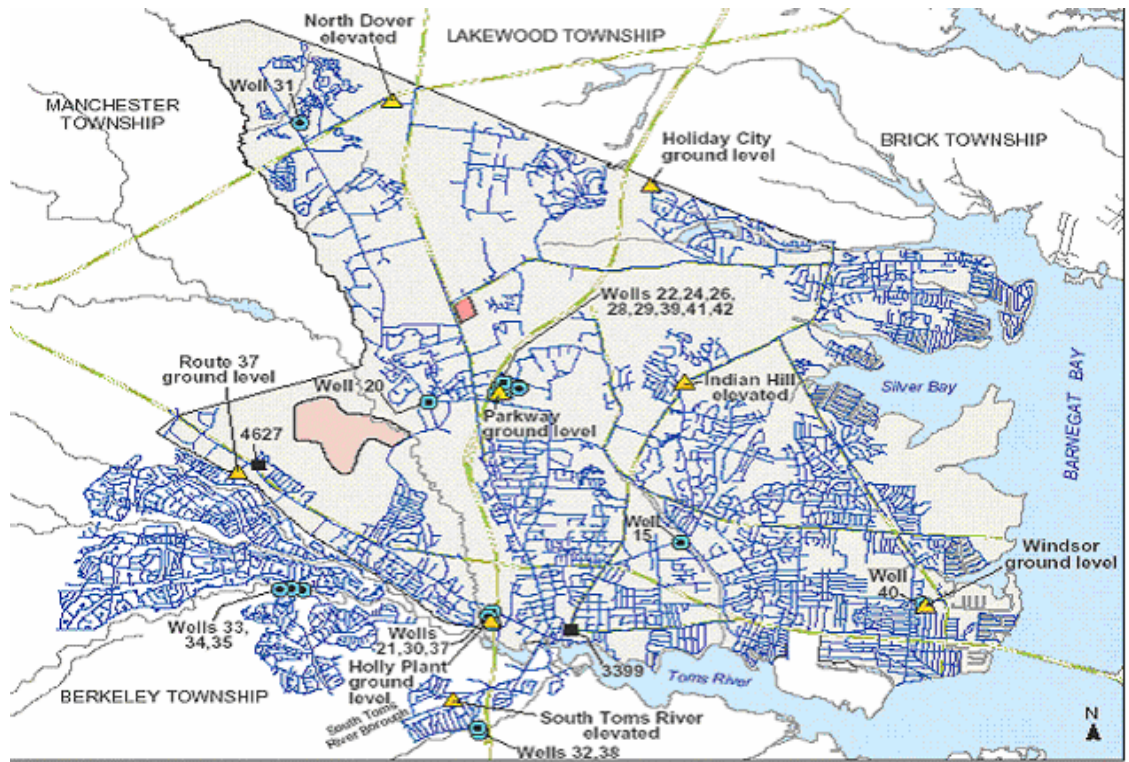 North Dover
elevated
LAKEWOOD TOWNSHIP
Well 31
MANCHESTER
TOWNSHIP
Holiday City
ground level
BRICK TOWNSHIP
Wells 22,24,26,
28,29,39,41,42
Route 37
ground level
Well 20
Indian Hill
elevated
Silver Bay
BARNEGAT BAY
Parkway
ground level
4627
Well
15
Windsor
ground level
Well
40
Wells 33,
34,35
Wells
21,30,37
Holly Plant
ground
level
3399
Toms River
BERKELEY TOWNSHIP
South Toms
River Borough
South Toms River
elevated
Wells 32,38
N